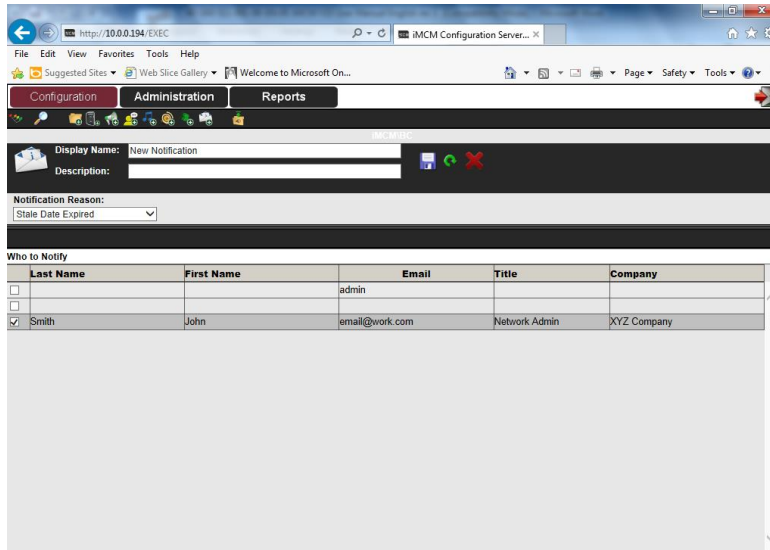 http://10.0.0.194/EXEC
iMCM Configuration Server...
File Edit View Favorites Tools Help
Suggested Sites Web Slice Gallery Welcome to Microsoft On...
Page Safety Tools
Configuration Administration Reports
Display Name: New Notification
Description:
Notification Reason:
Stale Date Expired
Who to Notify
Last Name First Name Email Title Company
admin
Smith John email@work.com Network Admin XYZ Company